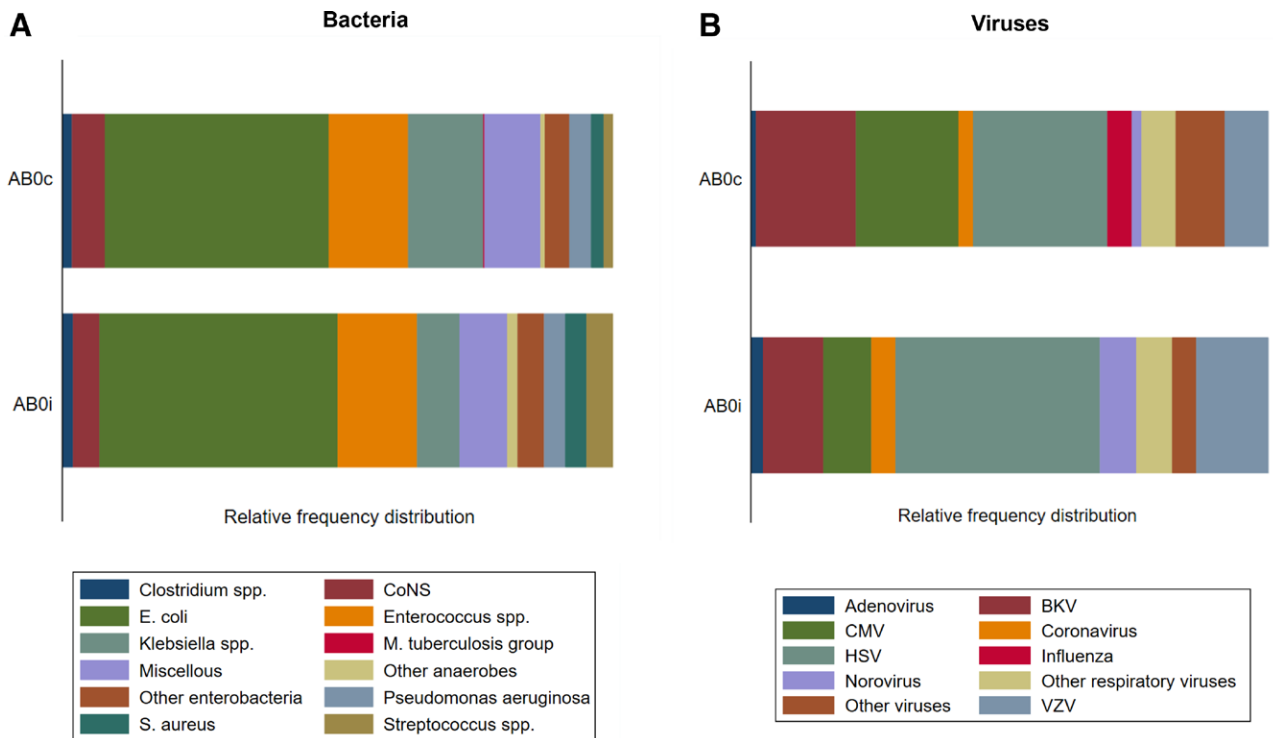 A
Bacteria
AB0c
AB0i
Relative frequency distribution
Clostridium spp.
CoNS
E. coli
Enterococcus spp.
Klebsiella spp.
M. tuberculosis group
Miscellous
Other anaerobes
Other enterobacteria
Pseudomonas aeruginosa
S. aureus
Streptococcus spp.
B
Viruses
AB0c
AB0i
Relative frequency distribution
Adenovirus
BKV
CMV
Coronavirus
HSV
Influenza
Norovirus
Other respiratory viruses
Other viruses
VZV